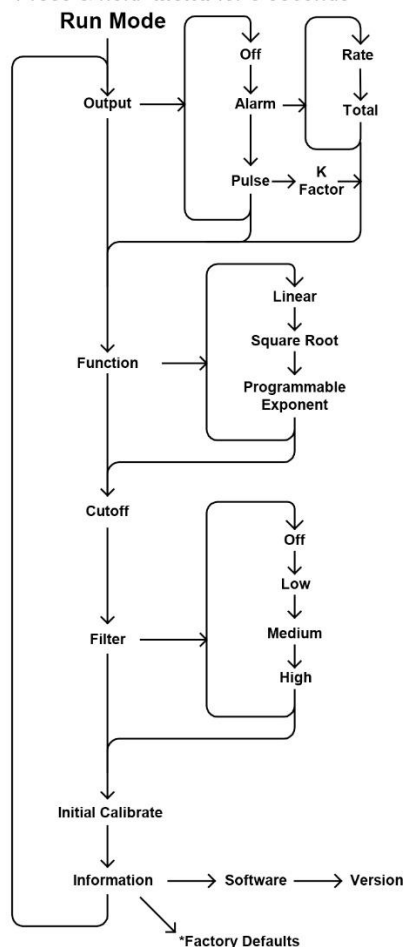 Run Mode
Off
Rate
Output
Alarm
Total
Pulse
K
Factor
Linear
Function
Square Root
Programmable
Exponent
Cutoff
Off
Low
Filter
Medium
High
Initial Calibrate
Information
Software
Version
*Factory Defaults